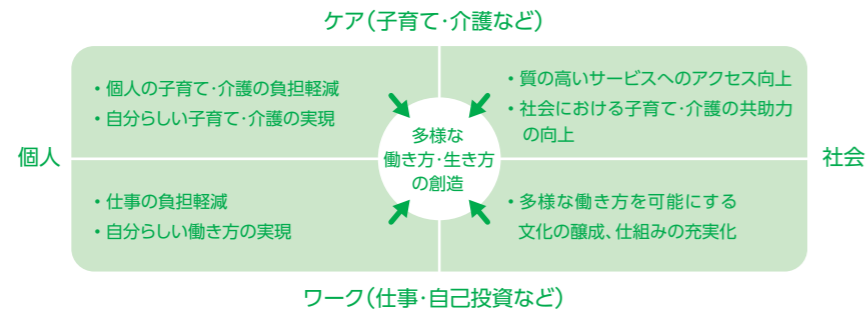 ケア（子育て・介護など）
・個人の子育て・介護の負担軽減
・自分らしい子育て・介護の実現
・質の高いサービスへのアクセス向上
・社会における子育て・介護の共助力
の向上
個人
多様な
働き方・生き方
の創造
社会
・仕事の負担軽減
・自分らしい働き方の実現
・多様な働き方を可能にする
文化の醸成、仕組みの充実化
ワーク（仕事・自己投資など）